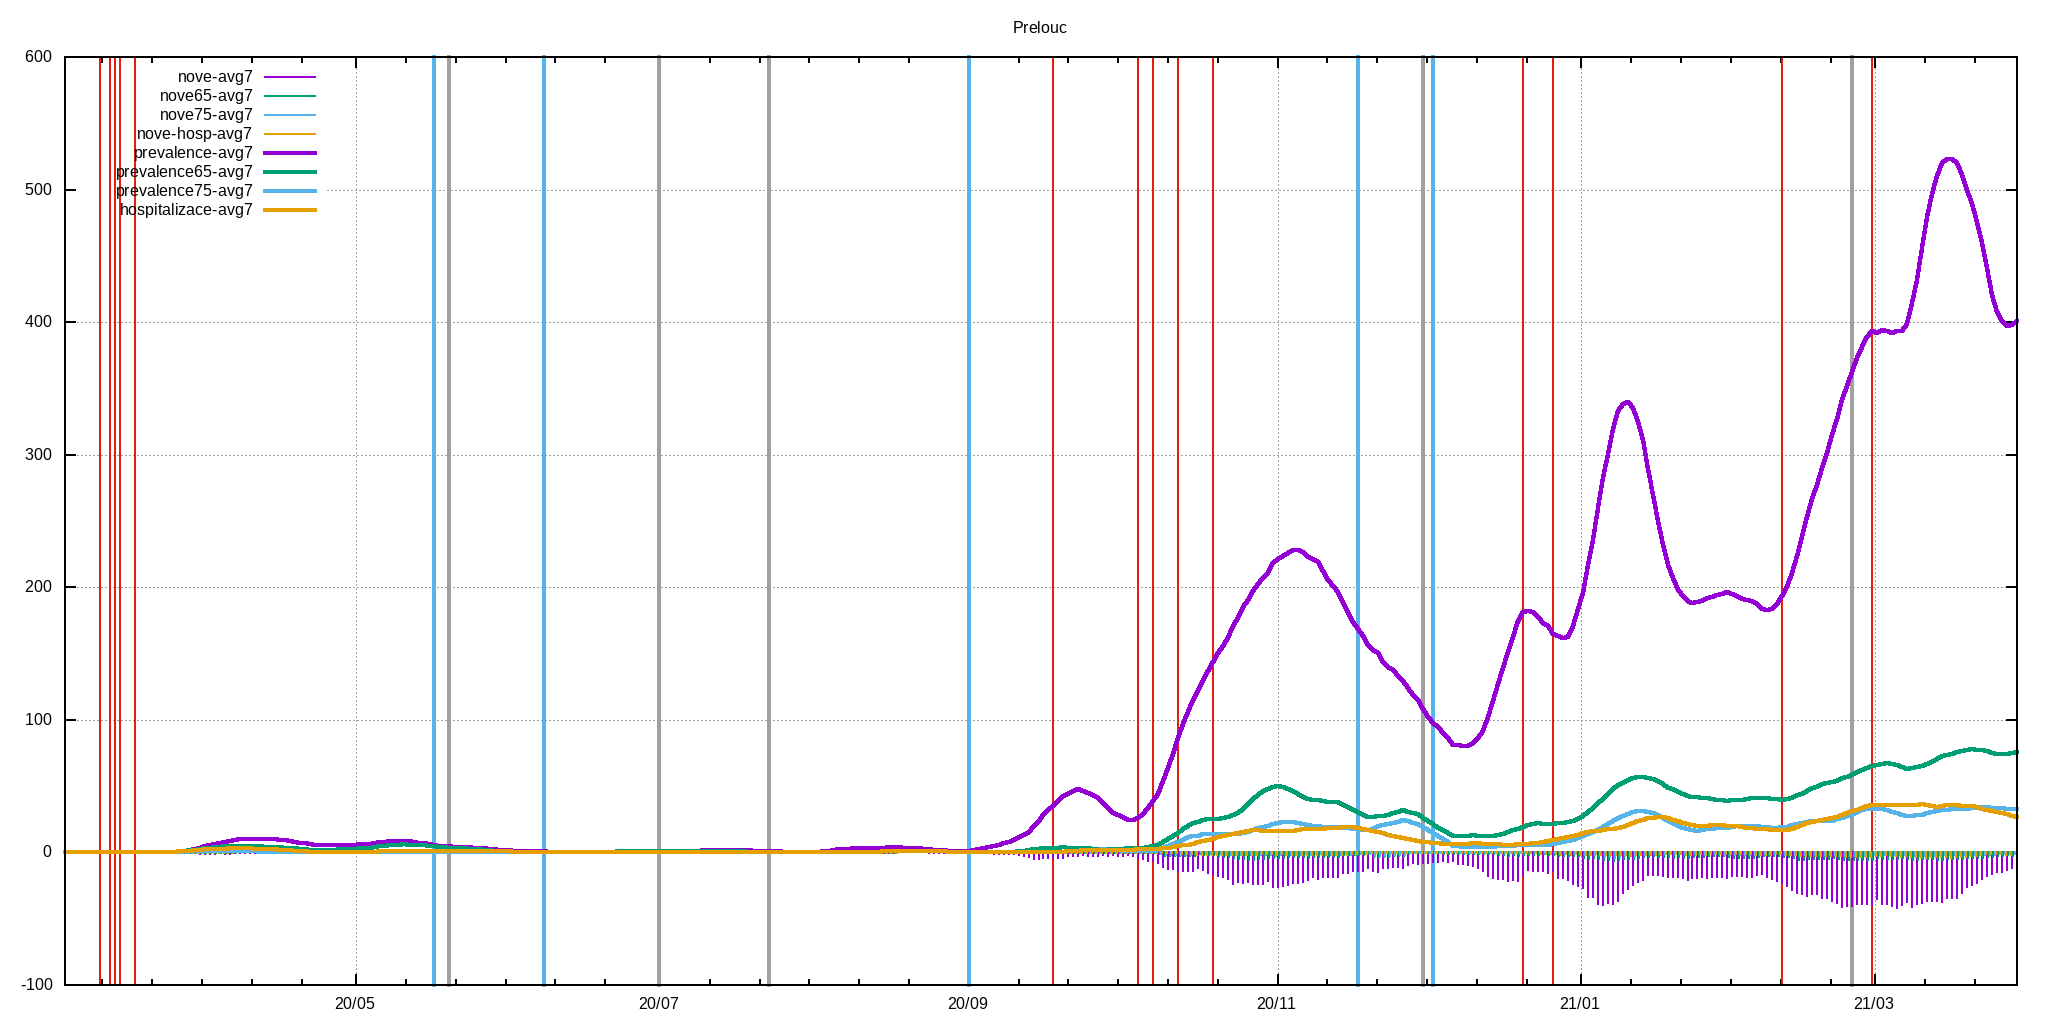 Prelouc
600
500
400
300
200
100
0
-100
nove-avg7
nove65-avg7
nove75-avg7
nove-hosp-avg7
prevalence-avg7
prevalence65-avg7
prevalence75-avg7
hospitalizace-avg7
20/05 20/07 20/09 20/11 21/01 21/03